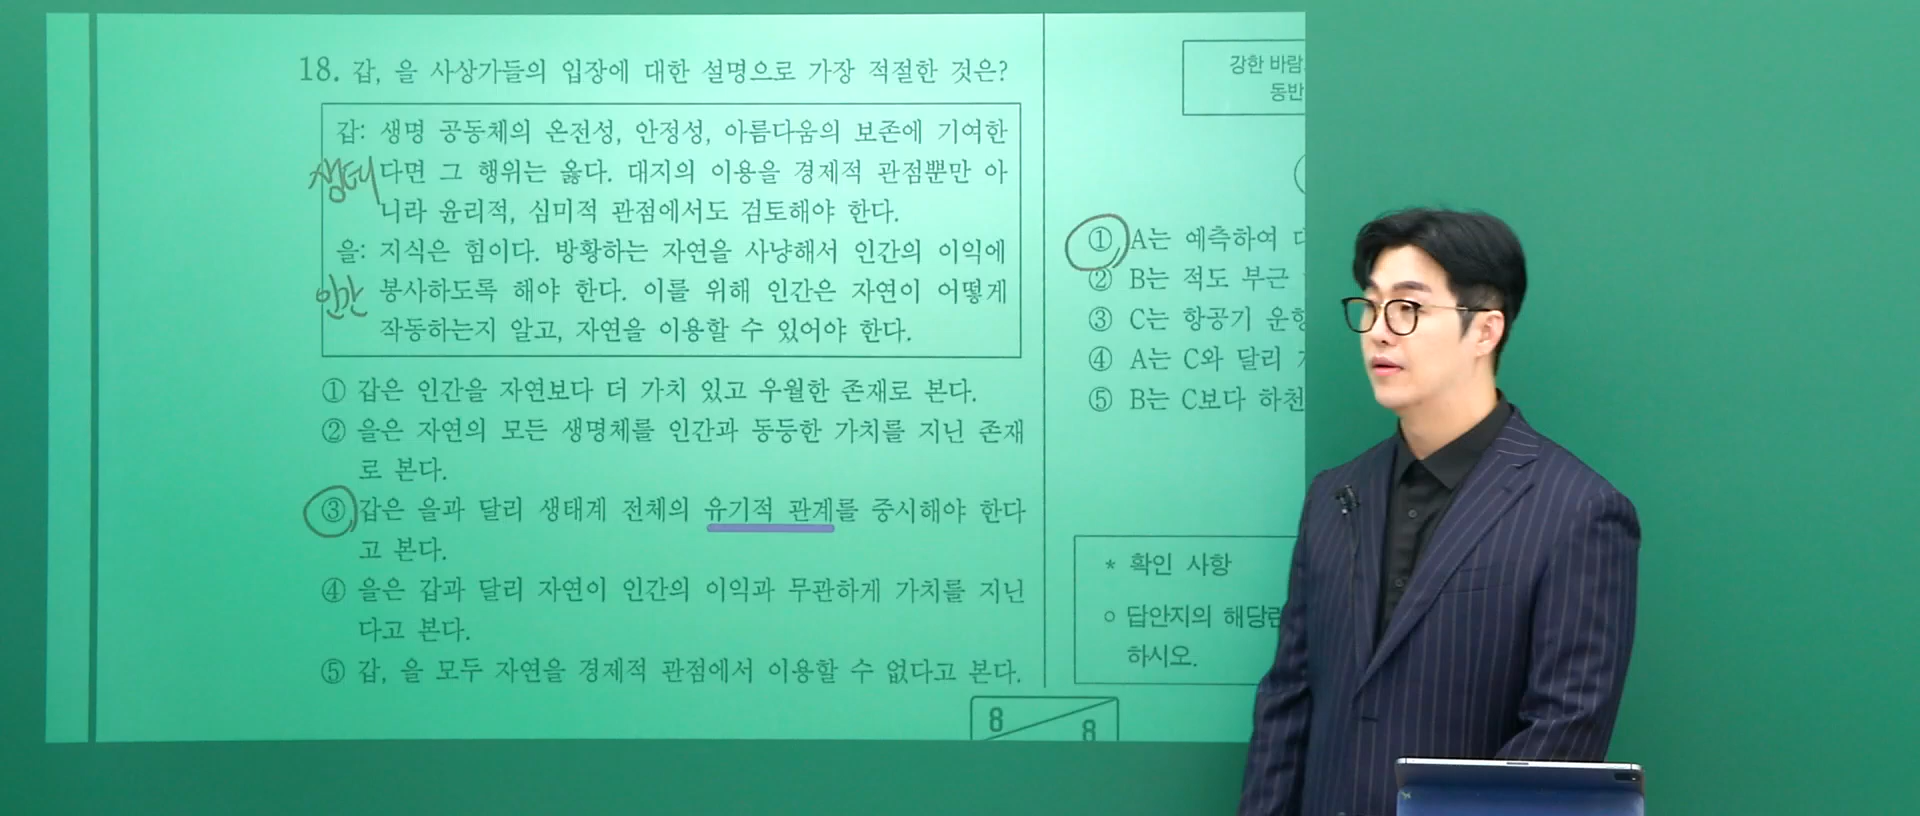 18. 갑, 을 사상가들의 입장에 대한 설명으로 가장 적절한 것은?
갑: 생명 공동체의 온전성, 안정성, 아름다움의 보존에 기여한
다면 그 행위는 옳다. 대지의 이용을 경제적 관점뿐만 아
니라 윤리적, 심미적 관점에서도 검토해야 한다.
생태
을: 지식은 힘이다. 방황하는 자연을 사냥해서 인간의 이익에
봉사하도록 해야 한다. 이를 위해 인간은 자연이 어떻게
작동하는지 알고, 자연을 이용할 수 있어야 한다.
인간
① 갑은 인간을 자연보다 더 가치 있고 우월한 존재로 본다.
② 을은 자연의 모든 생명체를 인간과 동등한 가치를 지닌 존재
로 본다.
③ 갑은 을과 달리 생태계 전체의 유기적 관계를 중시해야 한다
고 본다.
④ 을은 갑과 달리 자연이 인간의 이익과 무관하게 가치를 지닌
다고 본다.
⑤ 갑, 을 모두 자연을 경제적 관점에서 이용할 수 없다고 본다.
강한 바람
동반
① A는 예측하여
② B는 적도 부근
③ C는 항공기 운항
④ A는 C와 달리
⑤ B는 C보다 하천
* 확인 사항
○ 답안지의 해당란
하시오.
8
8